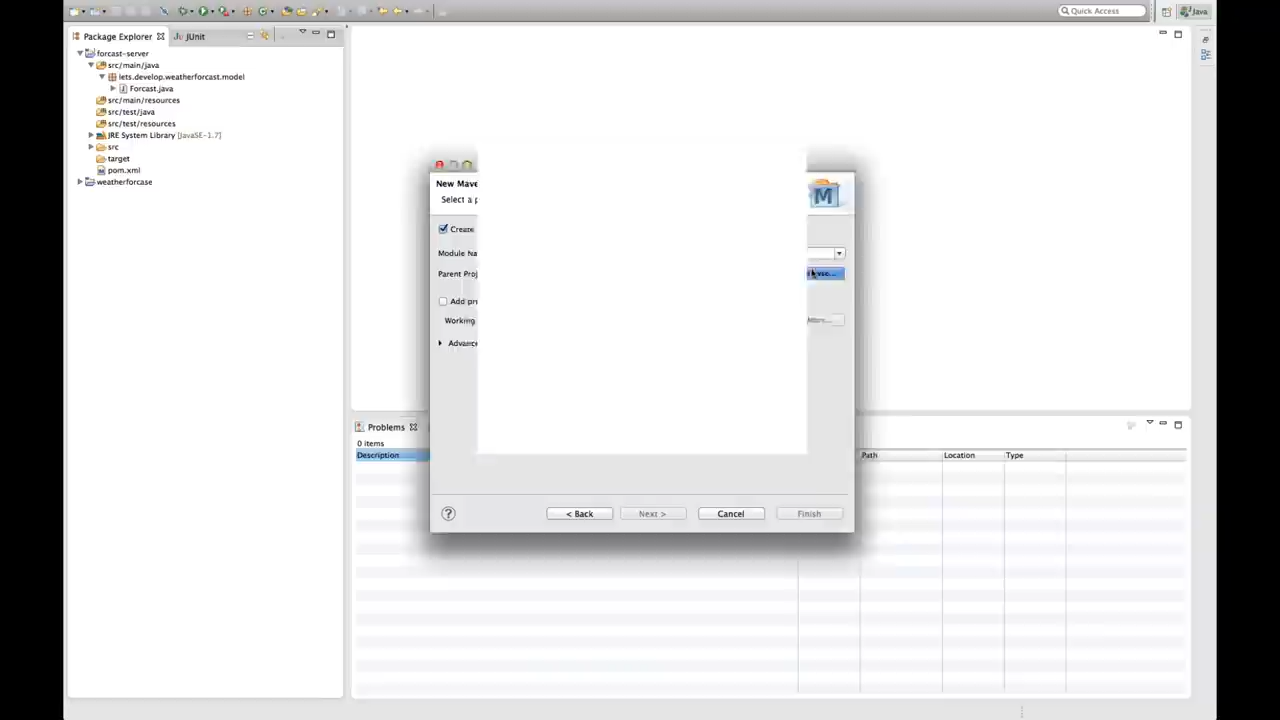 Quick Access
Java
Package Explorer
JUnit
forcast-server
src/main/java
lets.develop.weatherforcast.model
Forcast.java
src/main/resources
src/test/java
src/test/resources
JRE System Library [JavaSE-1.7]
src
target
pom.xml
weatherforcase
New Mave
Select a p
Create
Module Na
Parent Proj
Add pr
Working
Advance
M
? < Back Next > Cancel Finish
Problems
0 items
Description Path Location Type